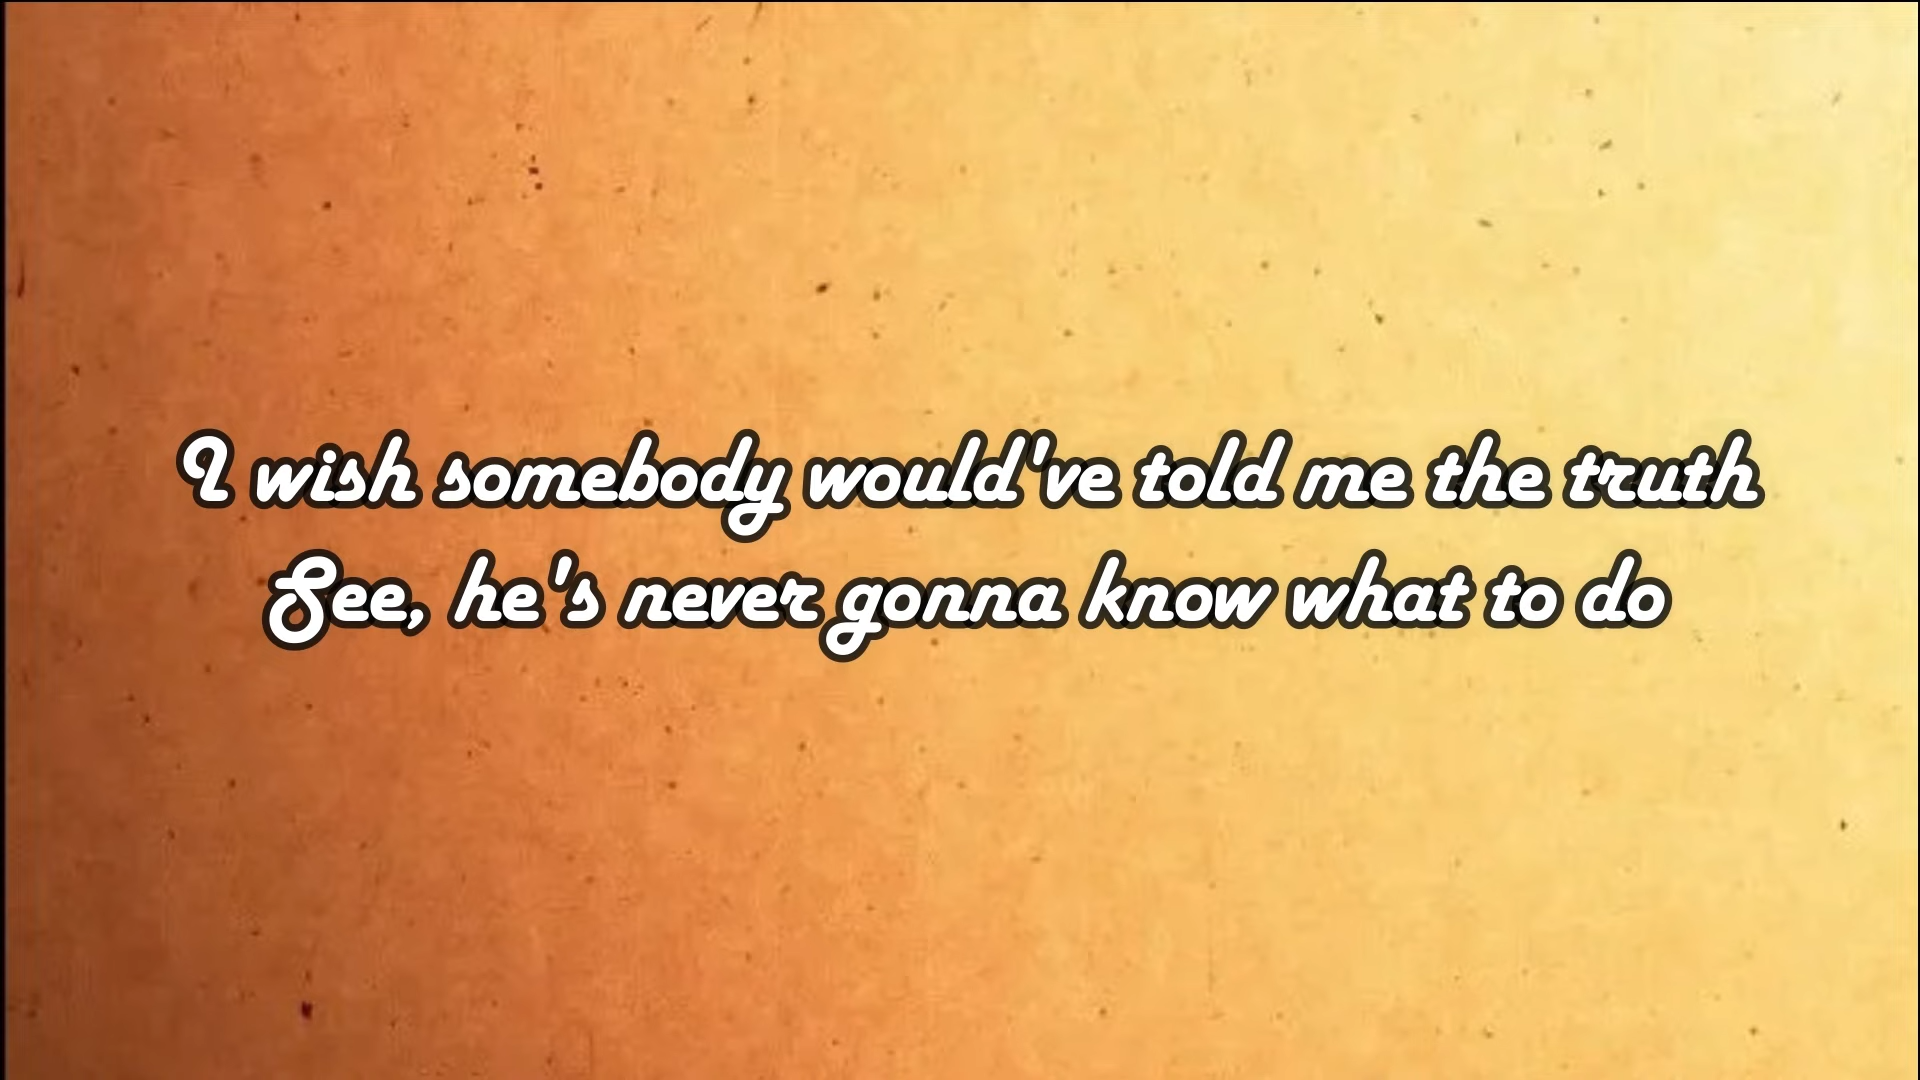 I wish somebody would've told me the truth
See, he's never gonna know what to do